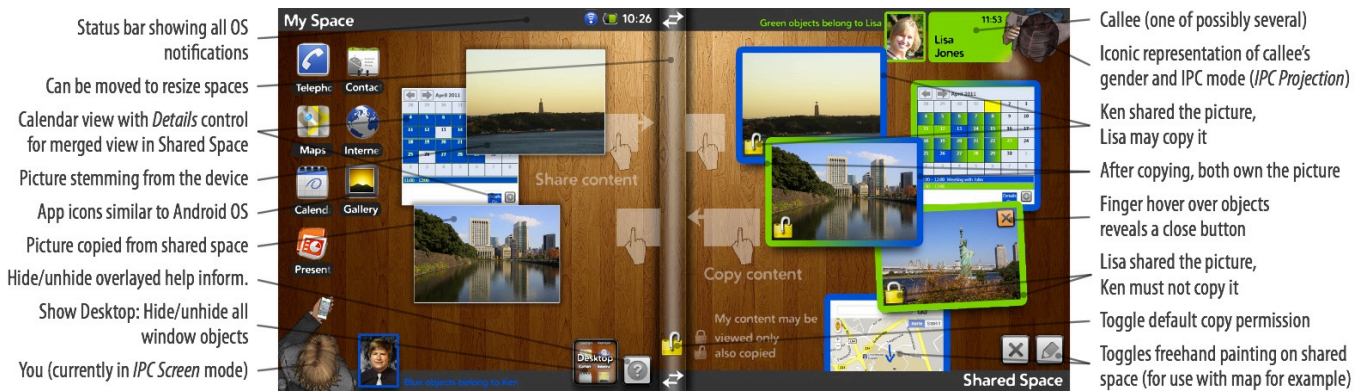 Status bar showing all OS
notifications
Can be moved to resize spaces
Calendar view with Details control
for merged view in Shared Space
Picture stemming from the device
App icons similar to Android OS
Picture copied from shared space
Hide/unhide overlayed help inform.
Show Desktop: Hide/unhide all
window objects
You (currently in IPC Screen mode)
My Space
10:26
Telepho
Contac
Maps
Interne
Calend
Gallery
Present
April 2011
Share content
Copy content
My content may be
viewed only
also copied
Desktop
Blue objects belong to Ken
Green objects belong to Lisa
11:53
Lisa
Jones
April 2011
Shared Space
Callee (one of possibly several)
Iconic representation of callee's
gender and IPC mode (IPC Projection)
Ken shared the picture,
Lisa may copy it
After copying, both own the picture
Finger hover over objects
reveals a close button
Lisa shared the picture,
Ken must not copy it
Toggle default copy permission
Toggles freehand painting on shared
space (for use with map for example)